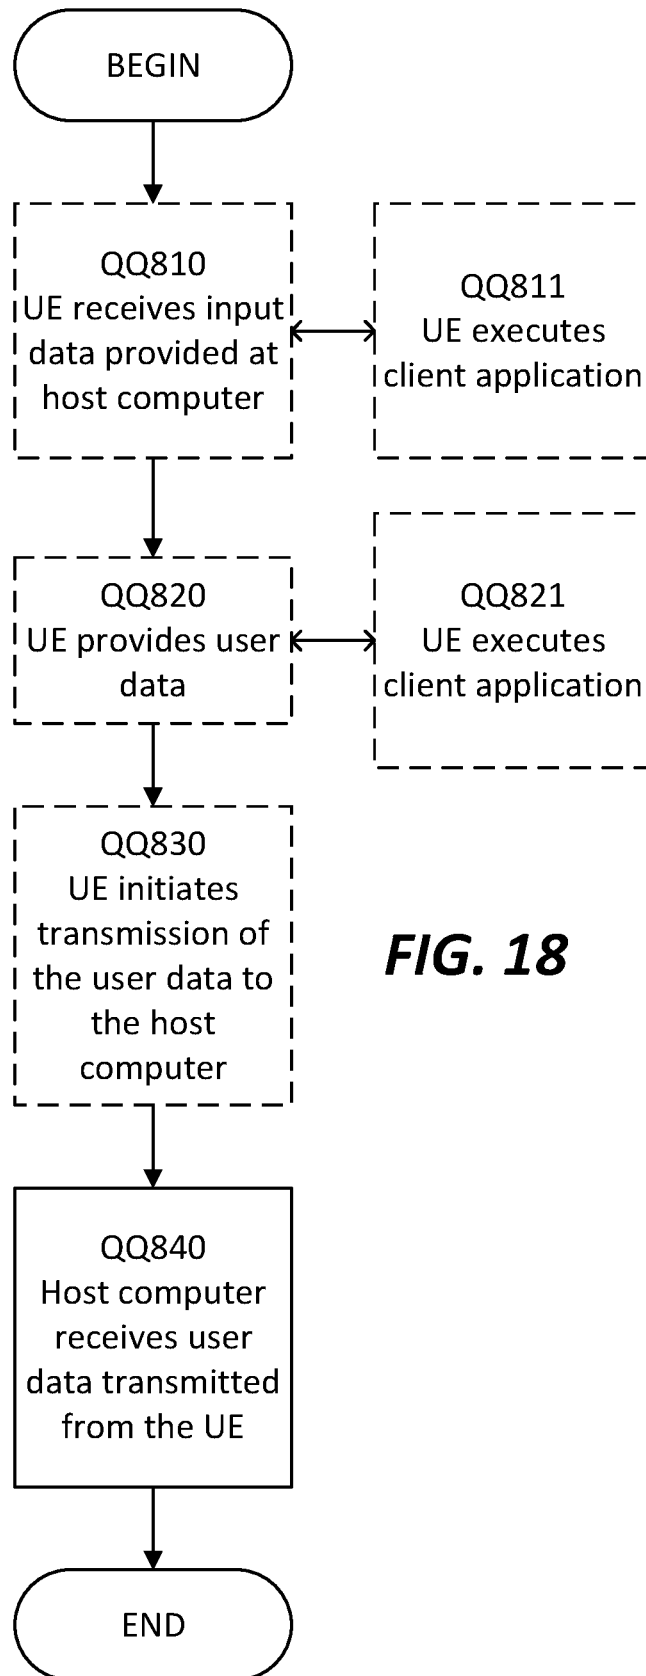 BEGIN
QQ810
UE receives input
data provided at
host computer
QQ811
UE executes
client application
QQ820
UE provides user
data
QQ821
UE executes
client application
QQ830
UE initiates
transmission of
the user data to
the host
computer
FIG. 18
QQ840
Host computer
receives user
data transmitted
from the UE
END